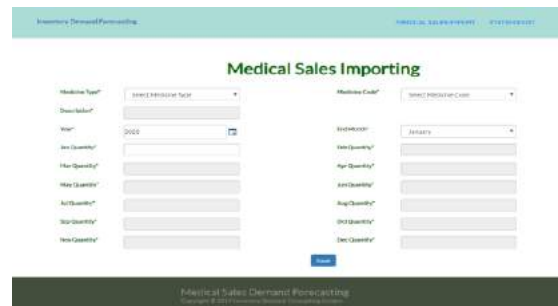 Inventory Demand Forecasting
MEDICAL SALES IMPORT
Medical Sales Importing
Medicine Type* Select Medicine Type Medicine Code* Select Medicine Code
Description*
Year* 2020 End Month* January
Jan Quantity* Feb Quantity*
Mar Quantity* Apr Quantity*
May Quantity* Jun Quantity*
Jul Quantity* Aug Quantity*
Sep Quantity* Oct Quantity*
Nov Quantity* Dec Quantity*
Medical Sales Demand Forecasting